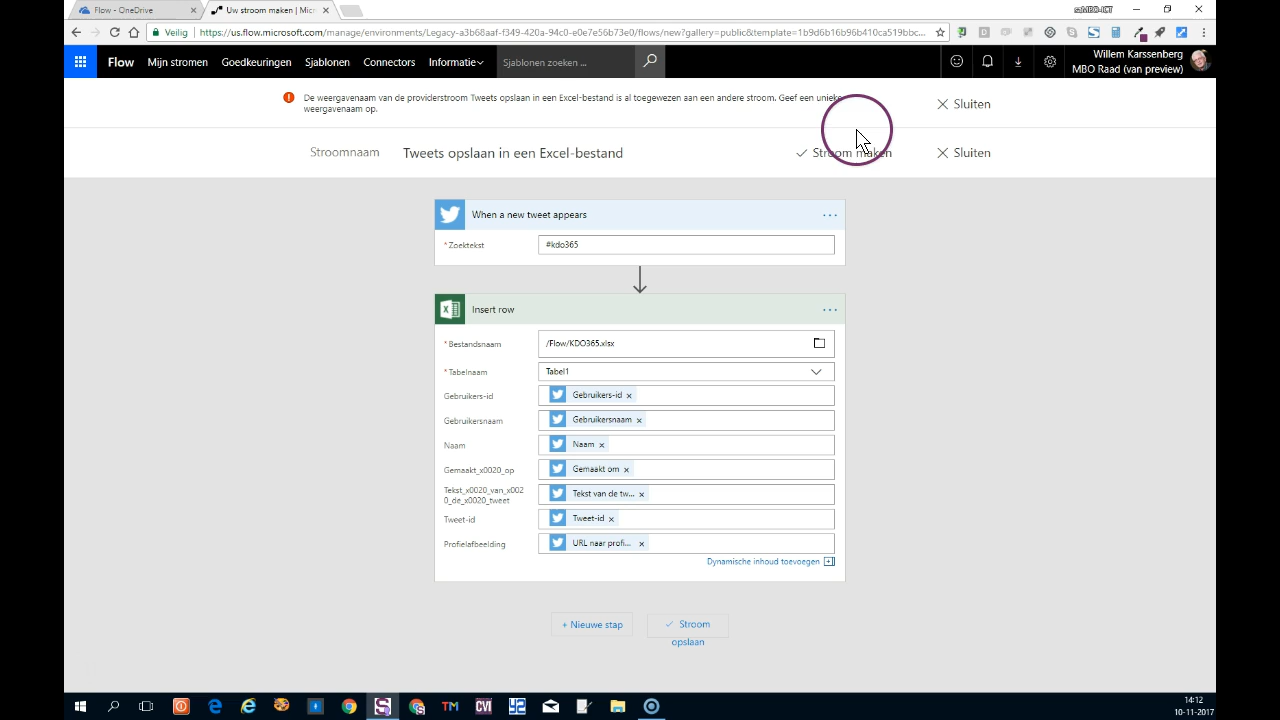 Flow - OneDrive
Uw stroom maken | Micr
saMBO-ICT
Veilig | https://us.flow.microsoft.com/manage/environments/Legacy-a3b68aaf-f349-420a-94c0-e0e7e56b73e0/flows/new?gallery=public&template=1b9d6b16b96b410ca519bbc...
Flow Mijn stromen Goedkeuringen Sjablonen Connectors Informatie Sjablonen zoeken ...
Willem Karssenberg
MBO Raad (van preview)
De weergavenaam van de providerstroom Tweets opslaan in een Excel-bestand is al toegewezen aan een andere stroom. Geef een unieke
weergavenaam op.
Sluiten
Stroomnaam Tweets opslaan in een Excel-bestand Stroom maken Sluiten
When a new tweet appears ...
* Zoektekst #kdo365
Insert row ...
* Bestandsnaam /Flow/KDO365.xlsx
* Tabelnaam Tabel1
Gebruikers-id Gebruikers-id x
Gebruikersnaam Gebruikersnaam x
Naam Naam x
Gemaakt_x0020_op Gemaakt om x
Tekst_x0020_van_x002
0_de_x0020_tweet
Tekst van de tw... x
Tweet-id Tweet-id x
Profielafbeelding URL naar profi... x
Dynamische inhoud toevoegen
+ Nieuwe stap
Stroom
opslaan
TM
CVI
14:12
10-11-2017